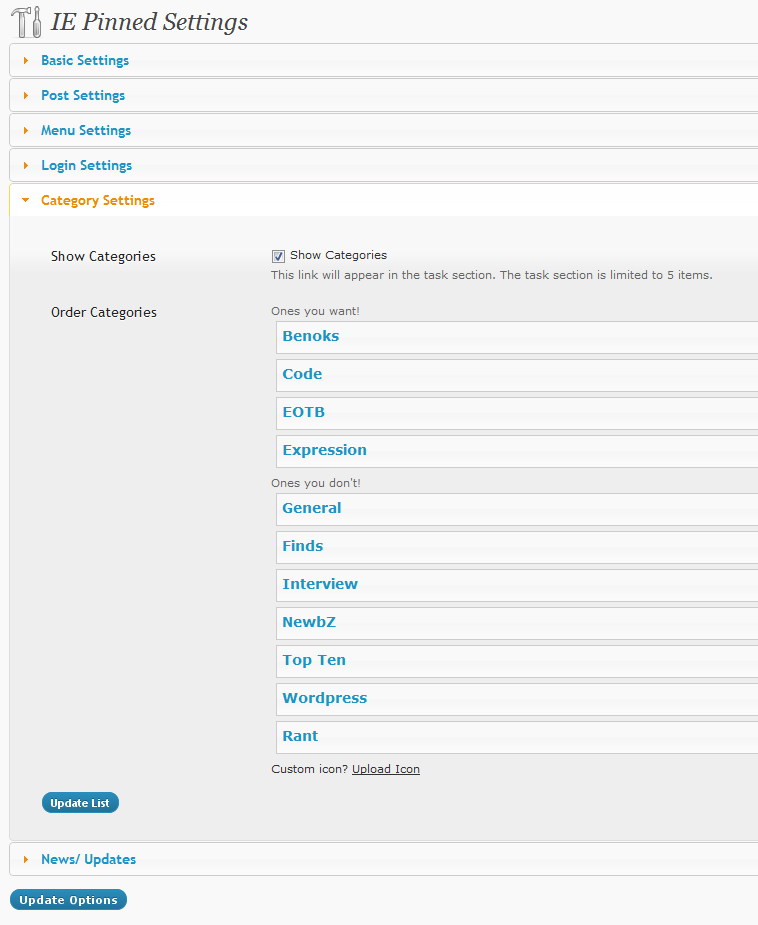 IE Pinned Settings
Basic Settings
Post Settings
Menu Settings
Login Settings
Category Settings
Show Categories
Show Categories
This link will appear in the task section. The task section is limited to 5 items.
Order Categories
Ones you want!
Benoks
Code
EOTB
Expression
Ones you don't!
General
Finds
Interview
NewbZ
Top Ten
Wordpress
Rant
Custom icon? Upload Icon
Update List
News/ Updates
Update Options